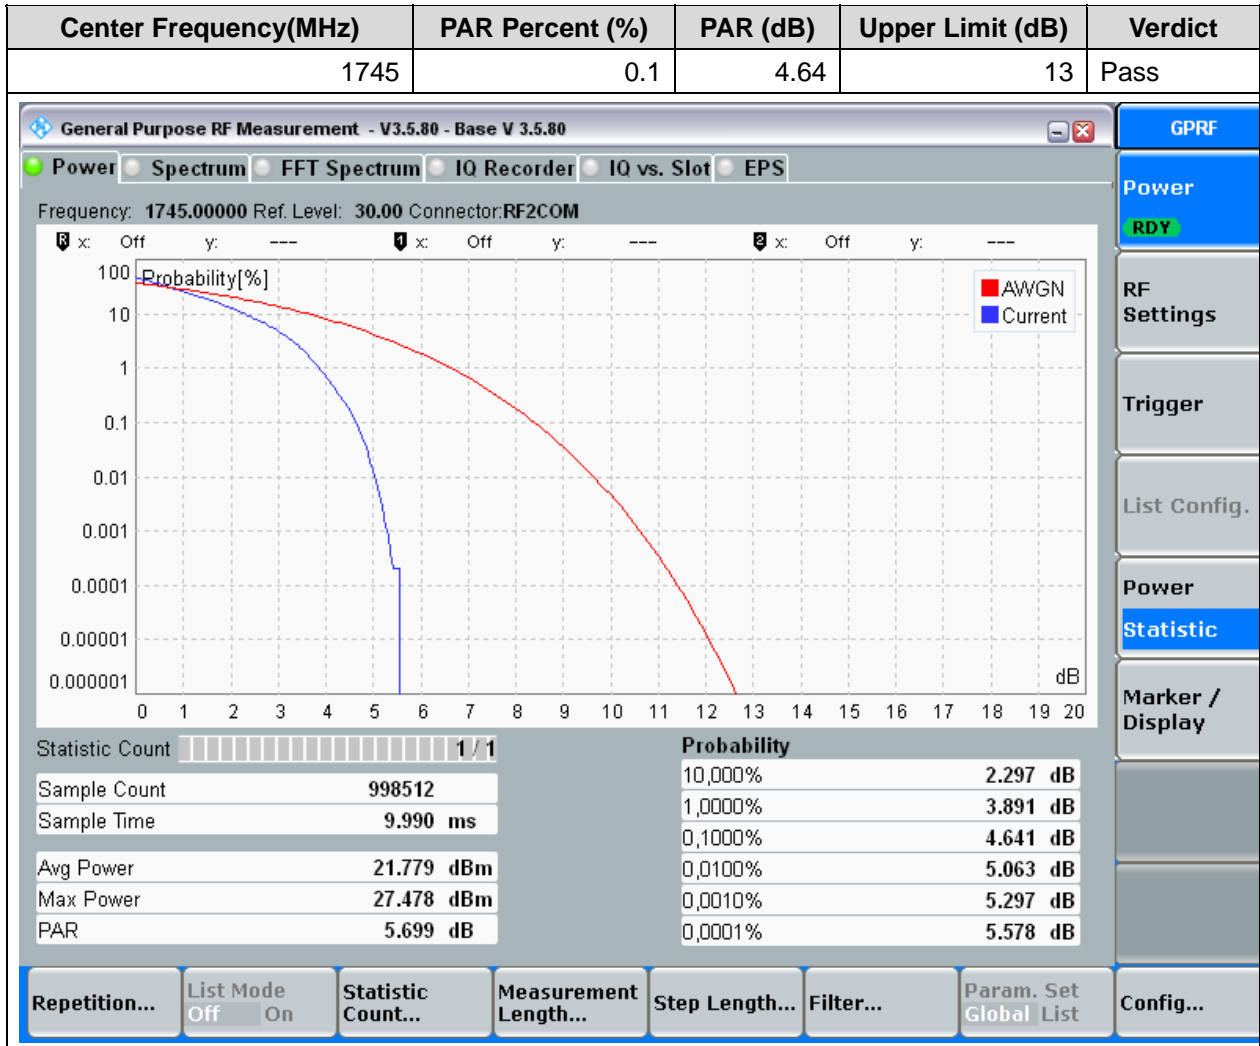 Center Frequency(MHz) PAR Percent (%) PAR (dB) Upper Limit (dB) Verdict
1745 0.1 4.64 13 Pass
General Purpose RF Measurement - V3.5.80 - Base V 3.5.80
GPRF
Power Spectrum FFT Spectrum IQ Recorder IQ vs. Slot EPS
Power
RDY
Frequency: 1745.00000 Ref. Level: 30.00 Connector:RF2COM
R x: Off y: --- 1 x: Off y: --- 2 x: Off y: ---
Probability[%]
AWGN
Current
100
10
1
0.1
0.01
0.001
0.0001
0.00001
0.000001
dB
0 1 2 3 4 5 6 7 8 9 10 11 12 13 14 15 16 17 18 19 20
RF
Settings
Trigger
List Config.
Power
Statistic
Marker /
Display
Statistic Count 1 / 1
Sample Count 998512
Sample Time 9.990 ms
Avg Power 21.779 dBm
Max Power 27.478 dBm
PAR 5.699 dB
Probability
10,000% 2.297 dB
1,0000% 3.891 dB
0,1000% 4.641 dB
0,0100% 5.063 dB
0,0010% 5.297 dB
0,0001% 5.578 dB
Repetition...
List Mode
Off On
Statistic
Count...
Measurement
Length...
Step Length...
Filter...
Param. Set
Global List
Config...